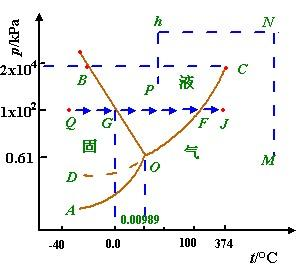 p/kPa
h
N
2x10⁴
B
C
P
液
1x10²
Q
G
F
J
固
气
0.61
O
M
D
A
0.00989
-40
0.0
100
374
t/°C